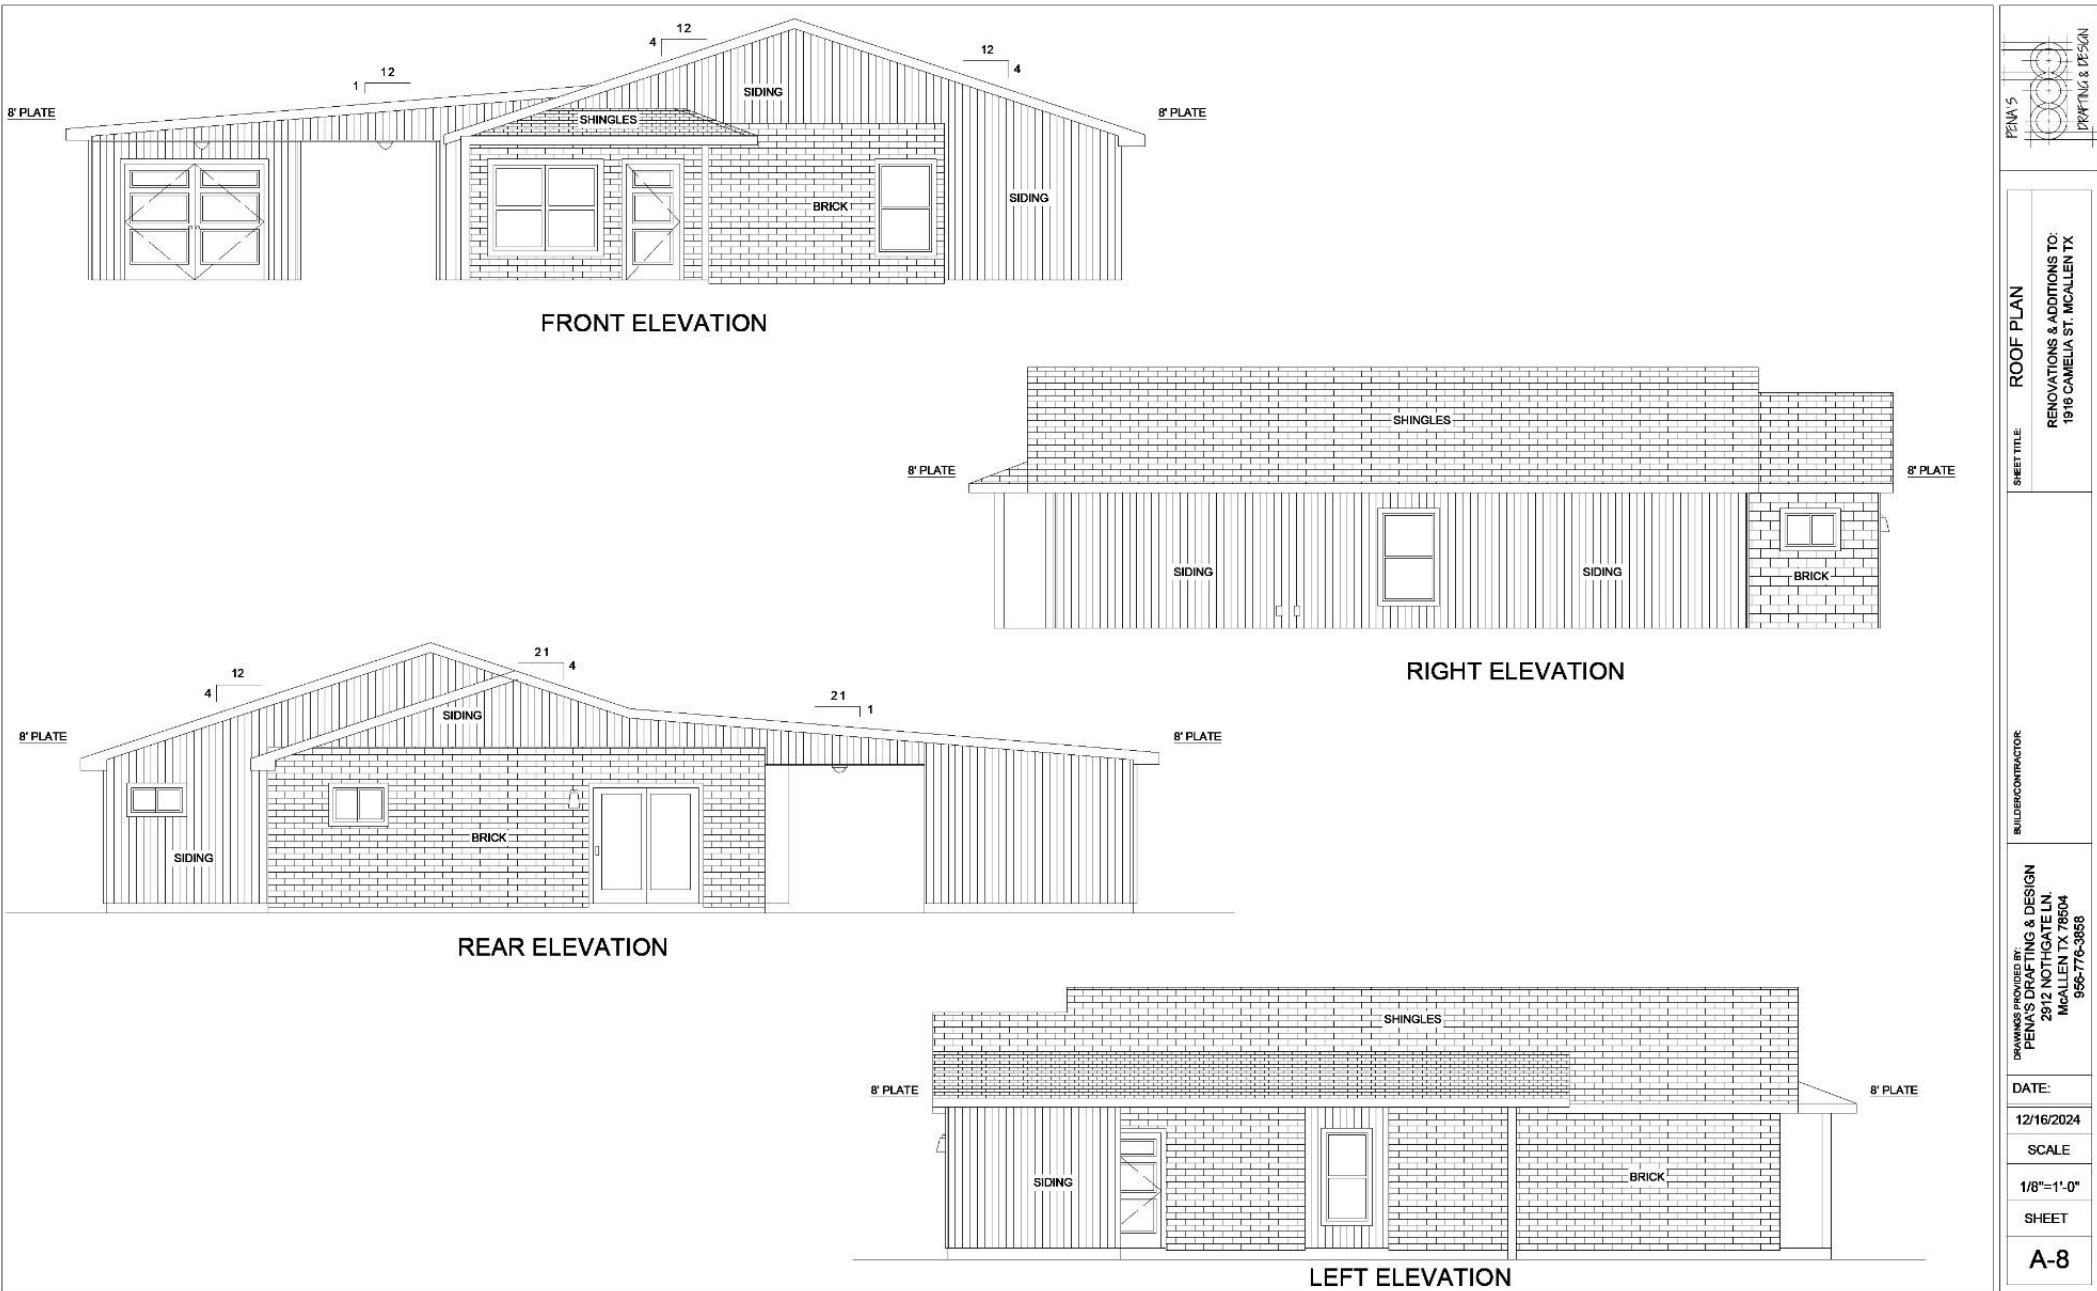 12
4
12
4
12
1
8' PLATE
8' PLATE
SIDING
SHINGLES
BRICK
SIDING
FRONT ELEVATION
SHINGLES
8' PLATE
8' PLATE
SIDING
SIDING
BRICK
RIGHT ELEVATION
21
4
12
4
21
1
8' PLATE
8' PLATE
SIDING
BRICK
SIDING
REAR ELEVATION
SHINGLES
8' PLATE
8' PLATE
SIDING
BRICK
LEFT ELEVATION
PENA'S
DRAFTING & DESIGN
SHEET TITLE:
ROOF PLAN
RENOVATIONS & ADDITIONS TO:
1916 CAMELIA ST. MCALLEN TX
BUILDER/CONTRACTOR:
DRAWINGS PROVIDED BY:
PENA'S DRAFTING & DESIGN
2912 NOTHGATE LN.
McALLEN TX 78504
956-776-3858
DATE:
12/16/2024
SCALE
1/8"=1'-0"
SHEET
A-8